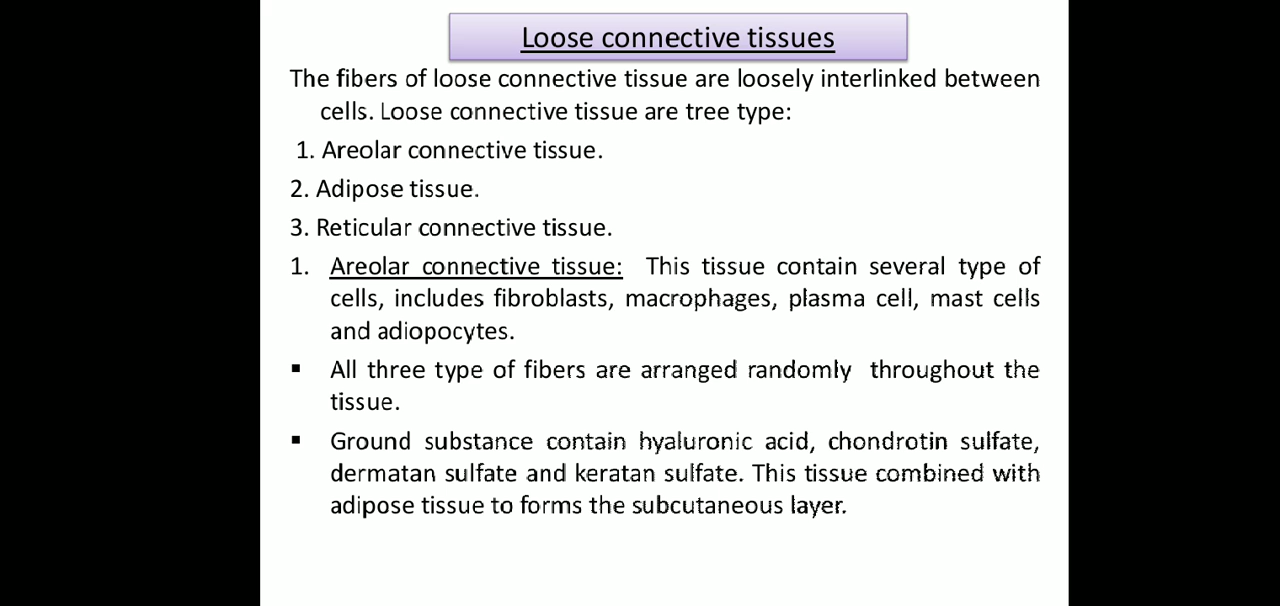 Loose connective tissues
The fibers of loose connective tissue are loosely interlinked between
cells. Loose connective tissue are tree type:
1. Areolar connective tissue.
2. Adipose tissue.
3. Reticular connective tissue.
1. Areolar connective tissue: This tissue contain several type of
cells, includes fibroblasts, macrophages, plasma cell, mast cells
and adiopocytes.
▪ All three type of fibers are arranged randomly throughout the
tissue.
▪ Ground substance contain hyaluronic acid, chondrotin sulfate,
dermatan sulfate and keratan sulfate. This tissue combined with
adipose tissue to forms the subcutaneous layer.